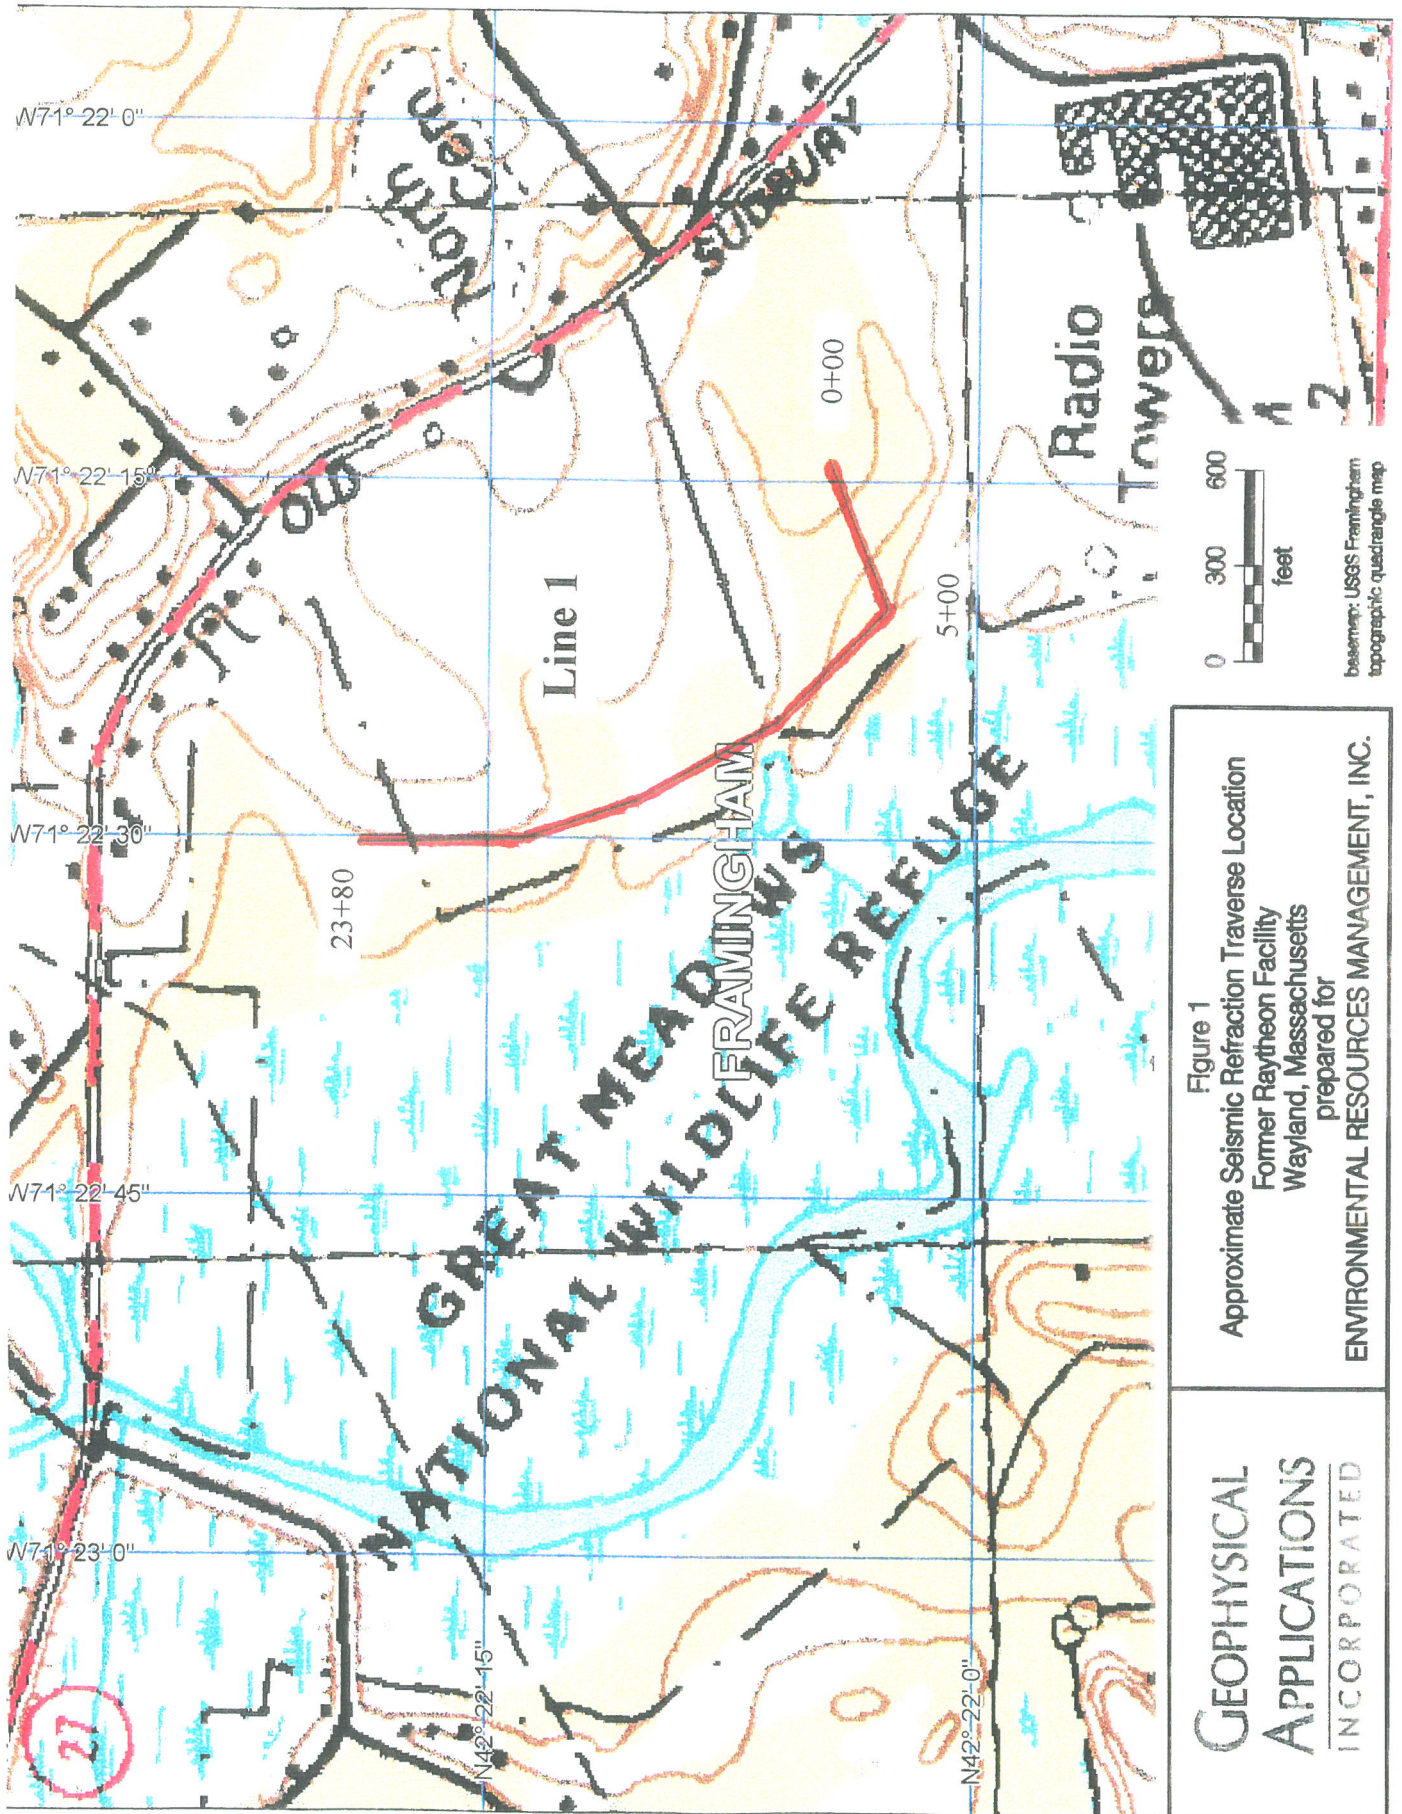 W71° 22' 0"
W71° 22' 15"
W71° 22' 30"
W71° 22' 45"
W71° 23' 0"
N42° 22' 15"
N42° 22' 0"
27
North Cem
OLD
SUDBURY
Line 1
0+00
5+00
23+80
FRAMINGHAM
GREAT MEADOWS
NATIONAL WILDLIFE REFUGE
Radio
Towers
2
0 300 600
feet
basemap: USGS Framingham
topographic quadrangle map
Figure 1
Approximate Seismic Refraction Traverse Location
Former Raytheon Facility
Wayland, Massachusetts
prepared for
ENVIRONMENTAL RESOURCES MANAGEMENT, INC.
GEOPHYSICAL
APPLICATIONS
INCORPORATED